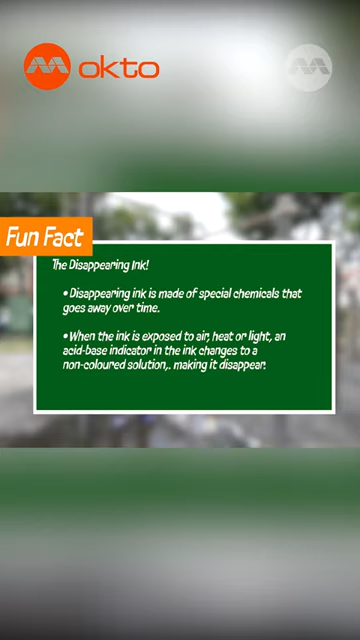 okto
Fun Fact
The Disappearing Ink!
• Disappearing ink is made of special chemicals that
goes away over time.
• When the ink is exposed to air, heat or light, an
acid-base indicator in the ink changes to a
non-coloured solution,. making it disappear.